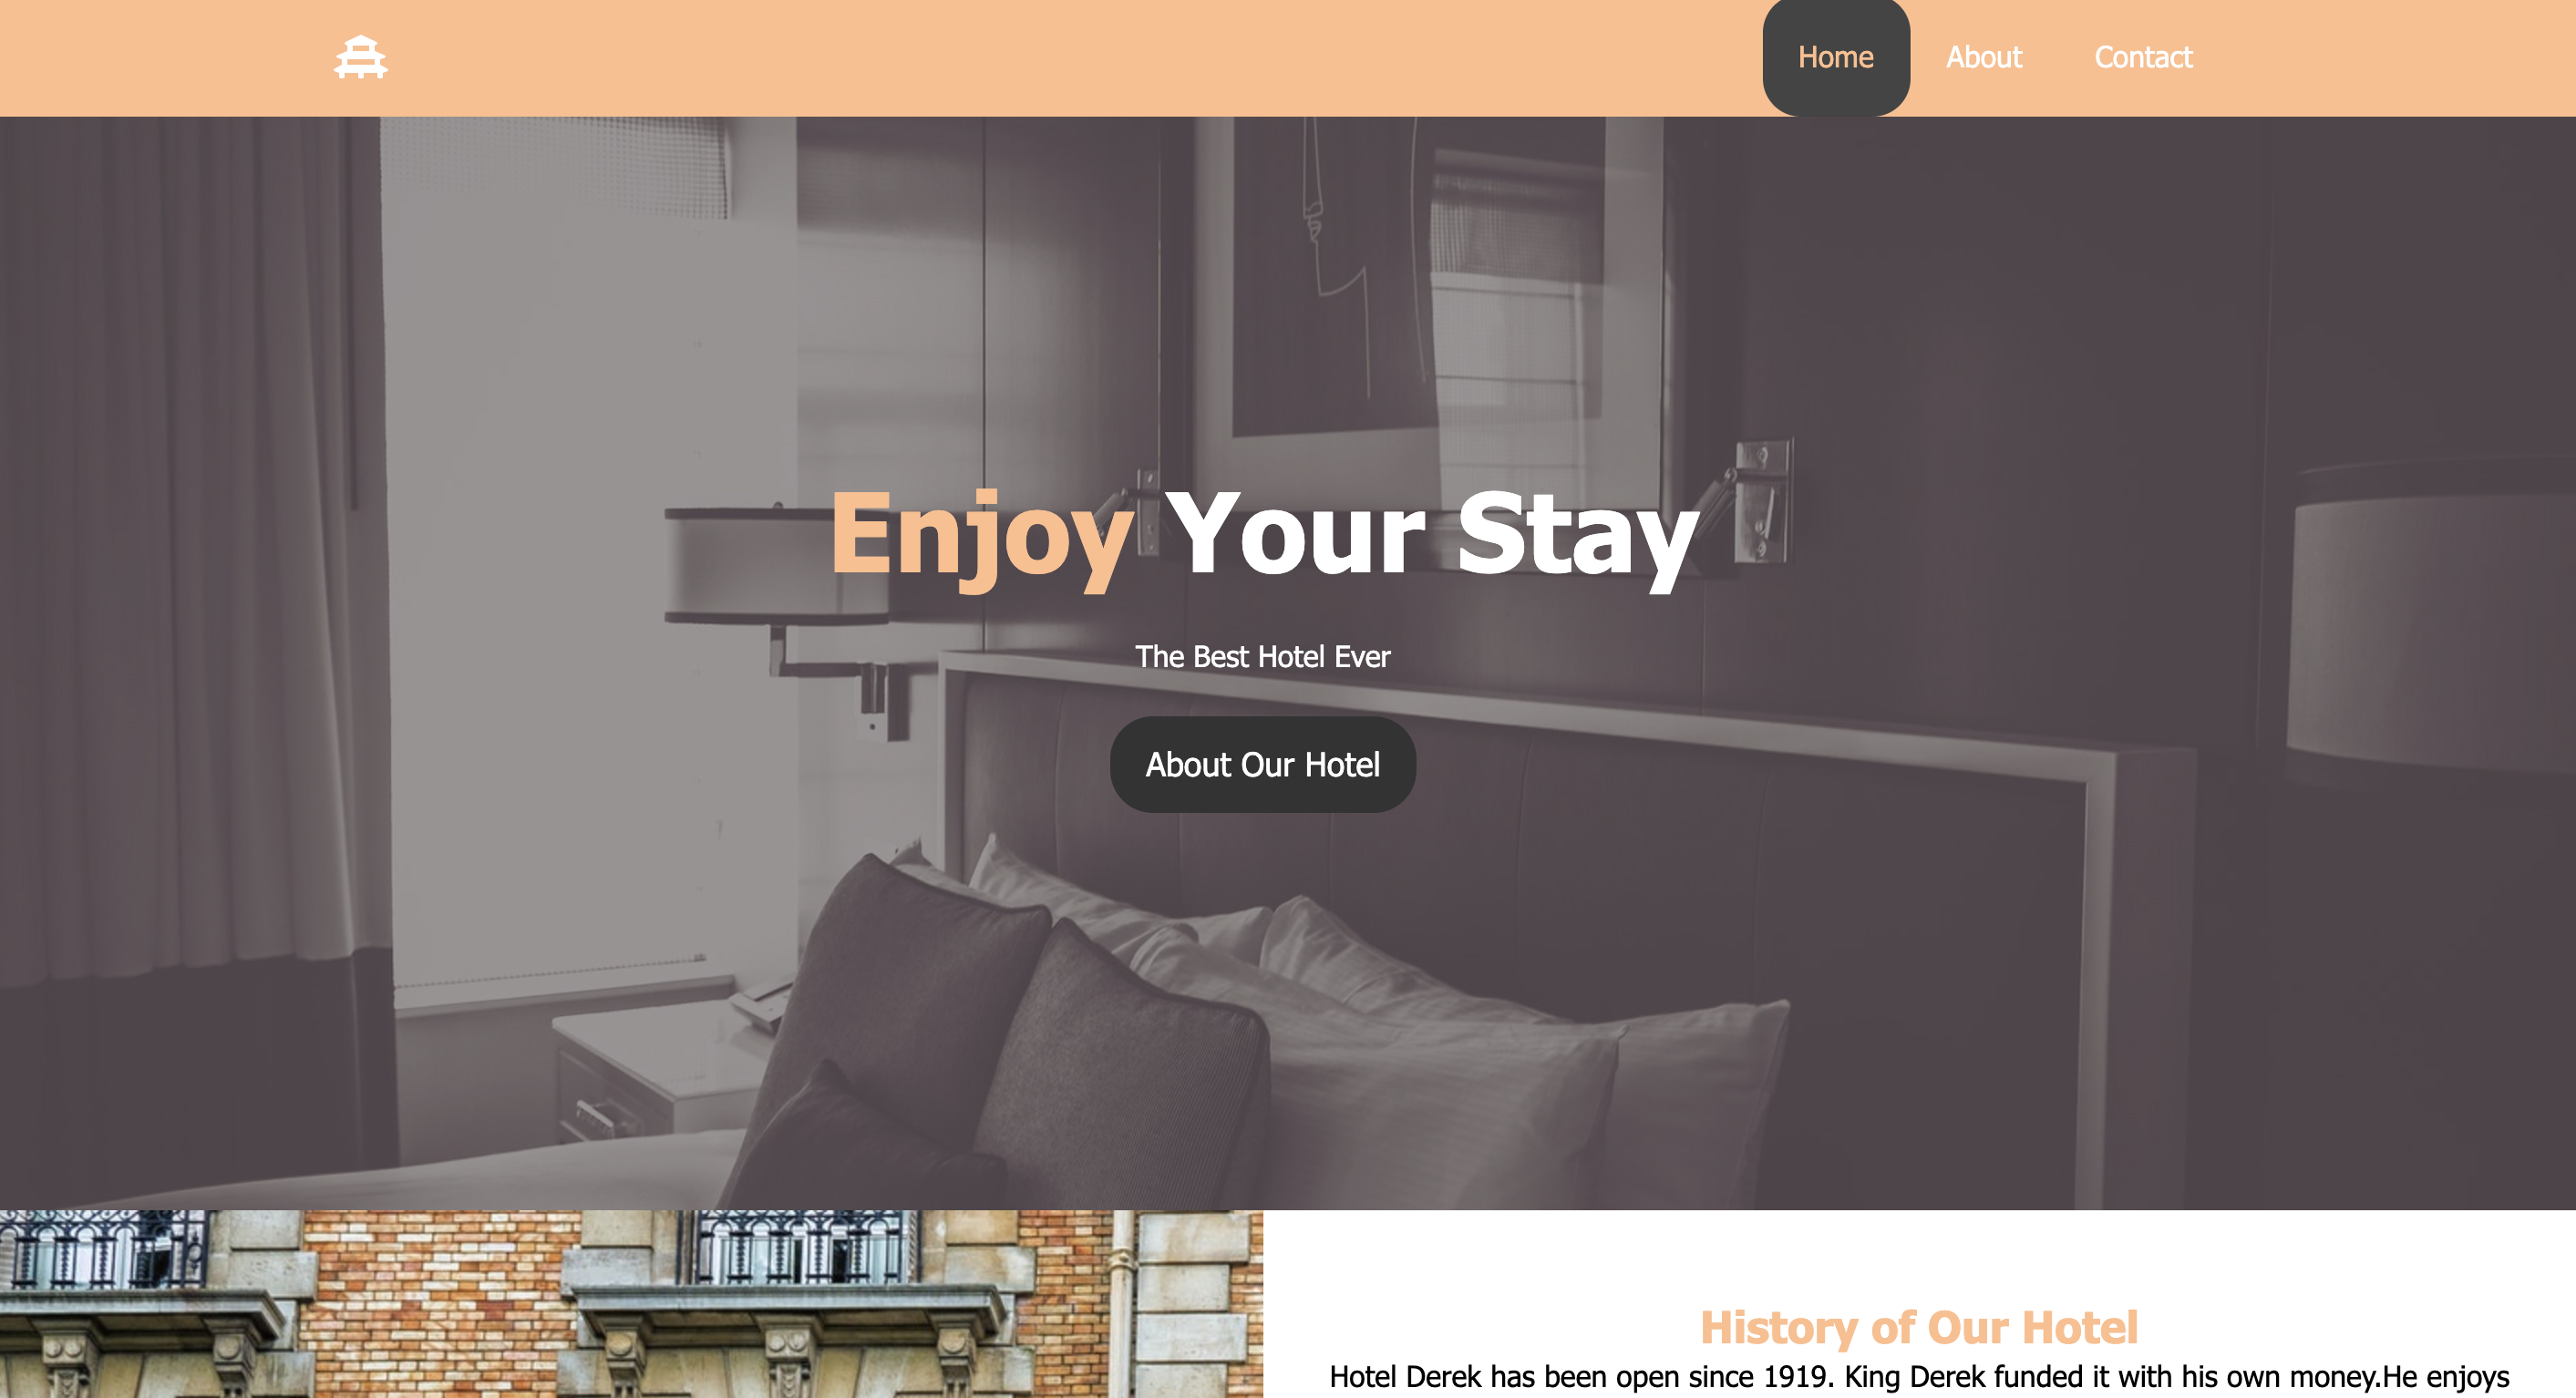 Home About Contact
Enjoy Your Stay
The Best Hotel Ever
About Our Hotel
History of Our Hotel
Hotel Derek has been open since 1919. King Derek funded it with his own money.He enjoys